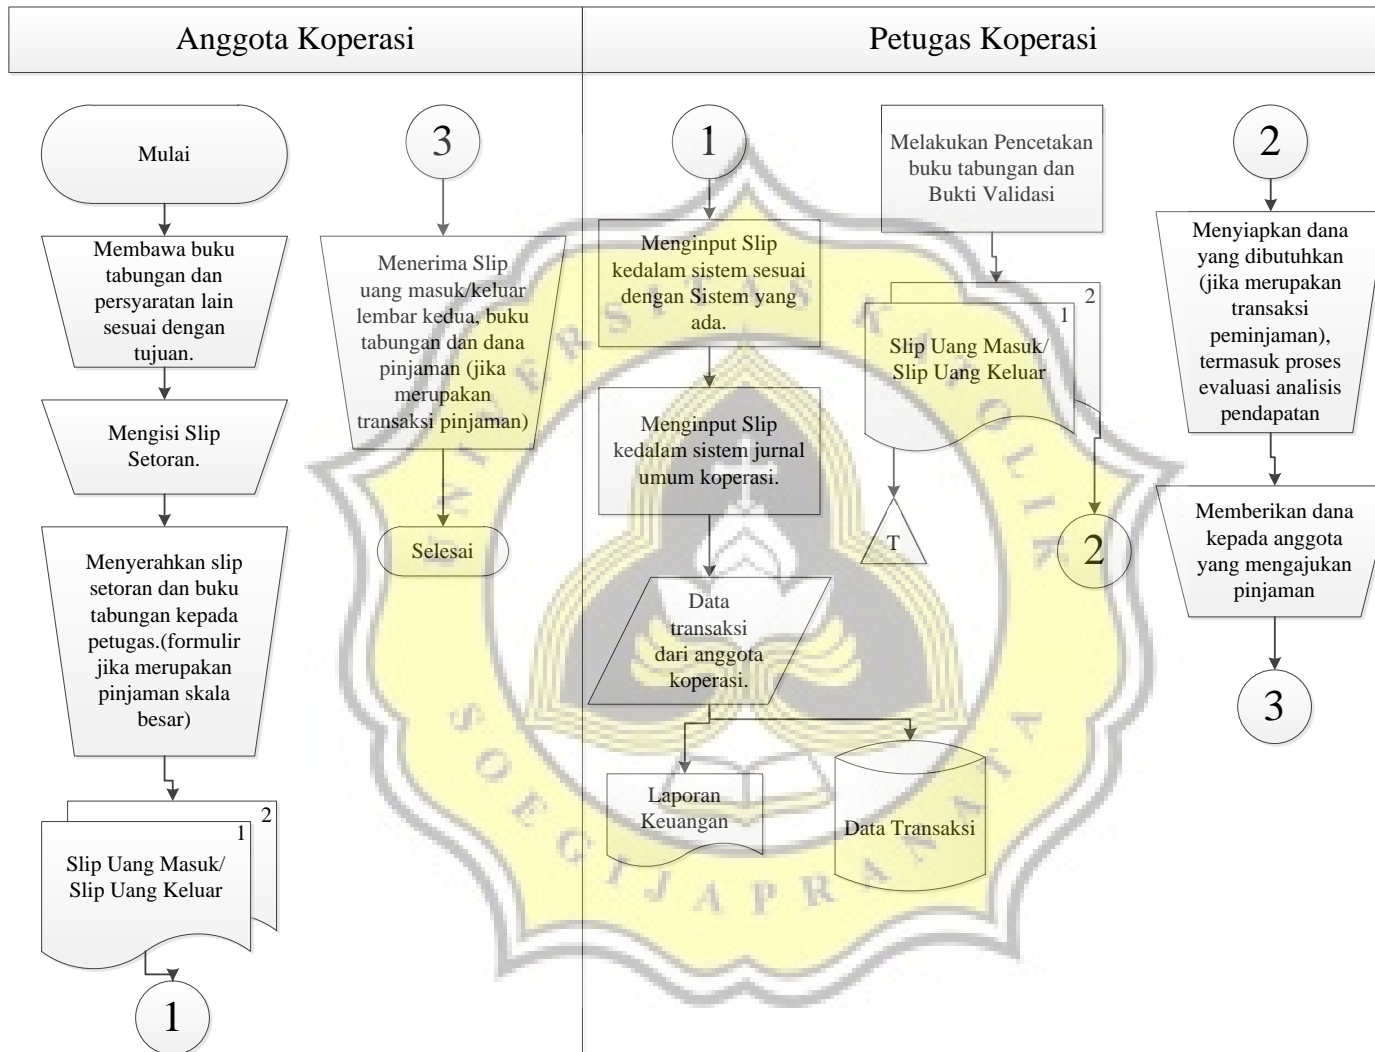 Anggota Koperasi
Petugas Koperasi
Mulai
Membawa buku
tabungan dan
persyaratan lain
sesuai dengan
tujuan.
Mengisi Slip
Setoran.
Menyerahkan slip
setoran dan buku
tabungan kepada
petugas.(formulir
jika merupakan
pinjaman skala
besar)
2
1
Slip Uang Masuk/
Slip Uang Keluar
1
3
Menerima Slip
uang masuk/keluar
lembar kedua, buku
tabungan dan dana
pinjaman (jika
merupakan
transaksi pinjaman)
Selesai
1
Menginput Slip
kedalam sistem sesuai
dengan Sistem yang
ada.
Menginput Slip
kedalam sistem jurnal
umum koperasi.
Data
transaksi
dari anggota
koperasi.
Laporan
Keuangan
Data Transaksi
Melakukan Pencetakan
buku tabungan dan
Bukti Validasi
2
1
Slip Uang Masuk/
Slip Uang Keluar
T
2
2
Menyiapkan dana
yang dibutuhkan
(jika merupakan
transaksi
peminjaman),
termasuk proses
evaluasi analisis
pendapatan
Memberikan dana
kepada anggota
yang mengajukan
pinjaman
3
UNIVERSITAS KATOLIK
SOEGIJAPRANATA